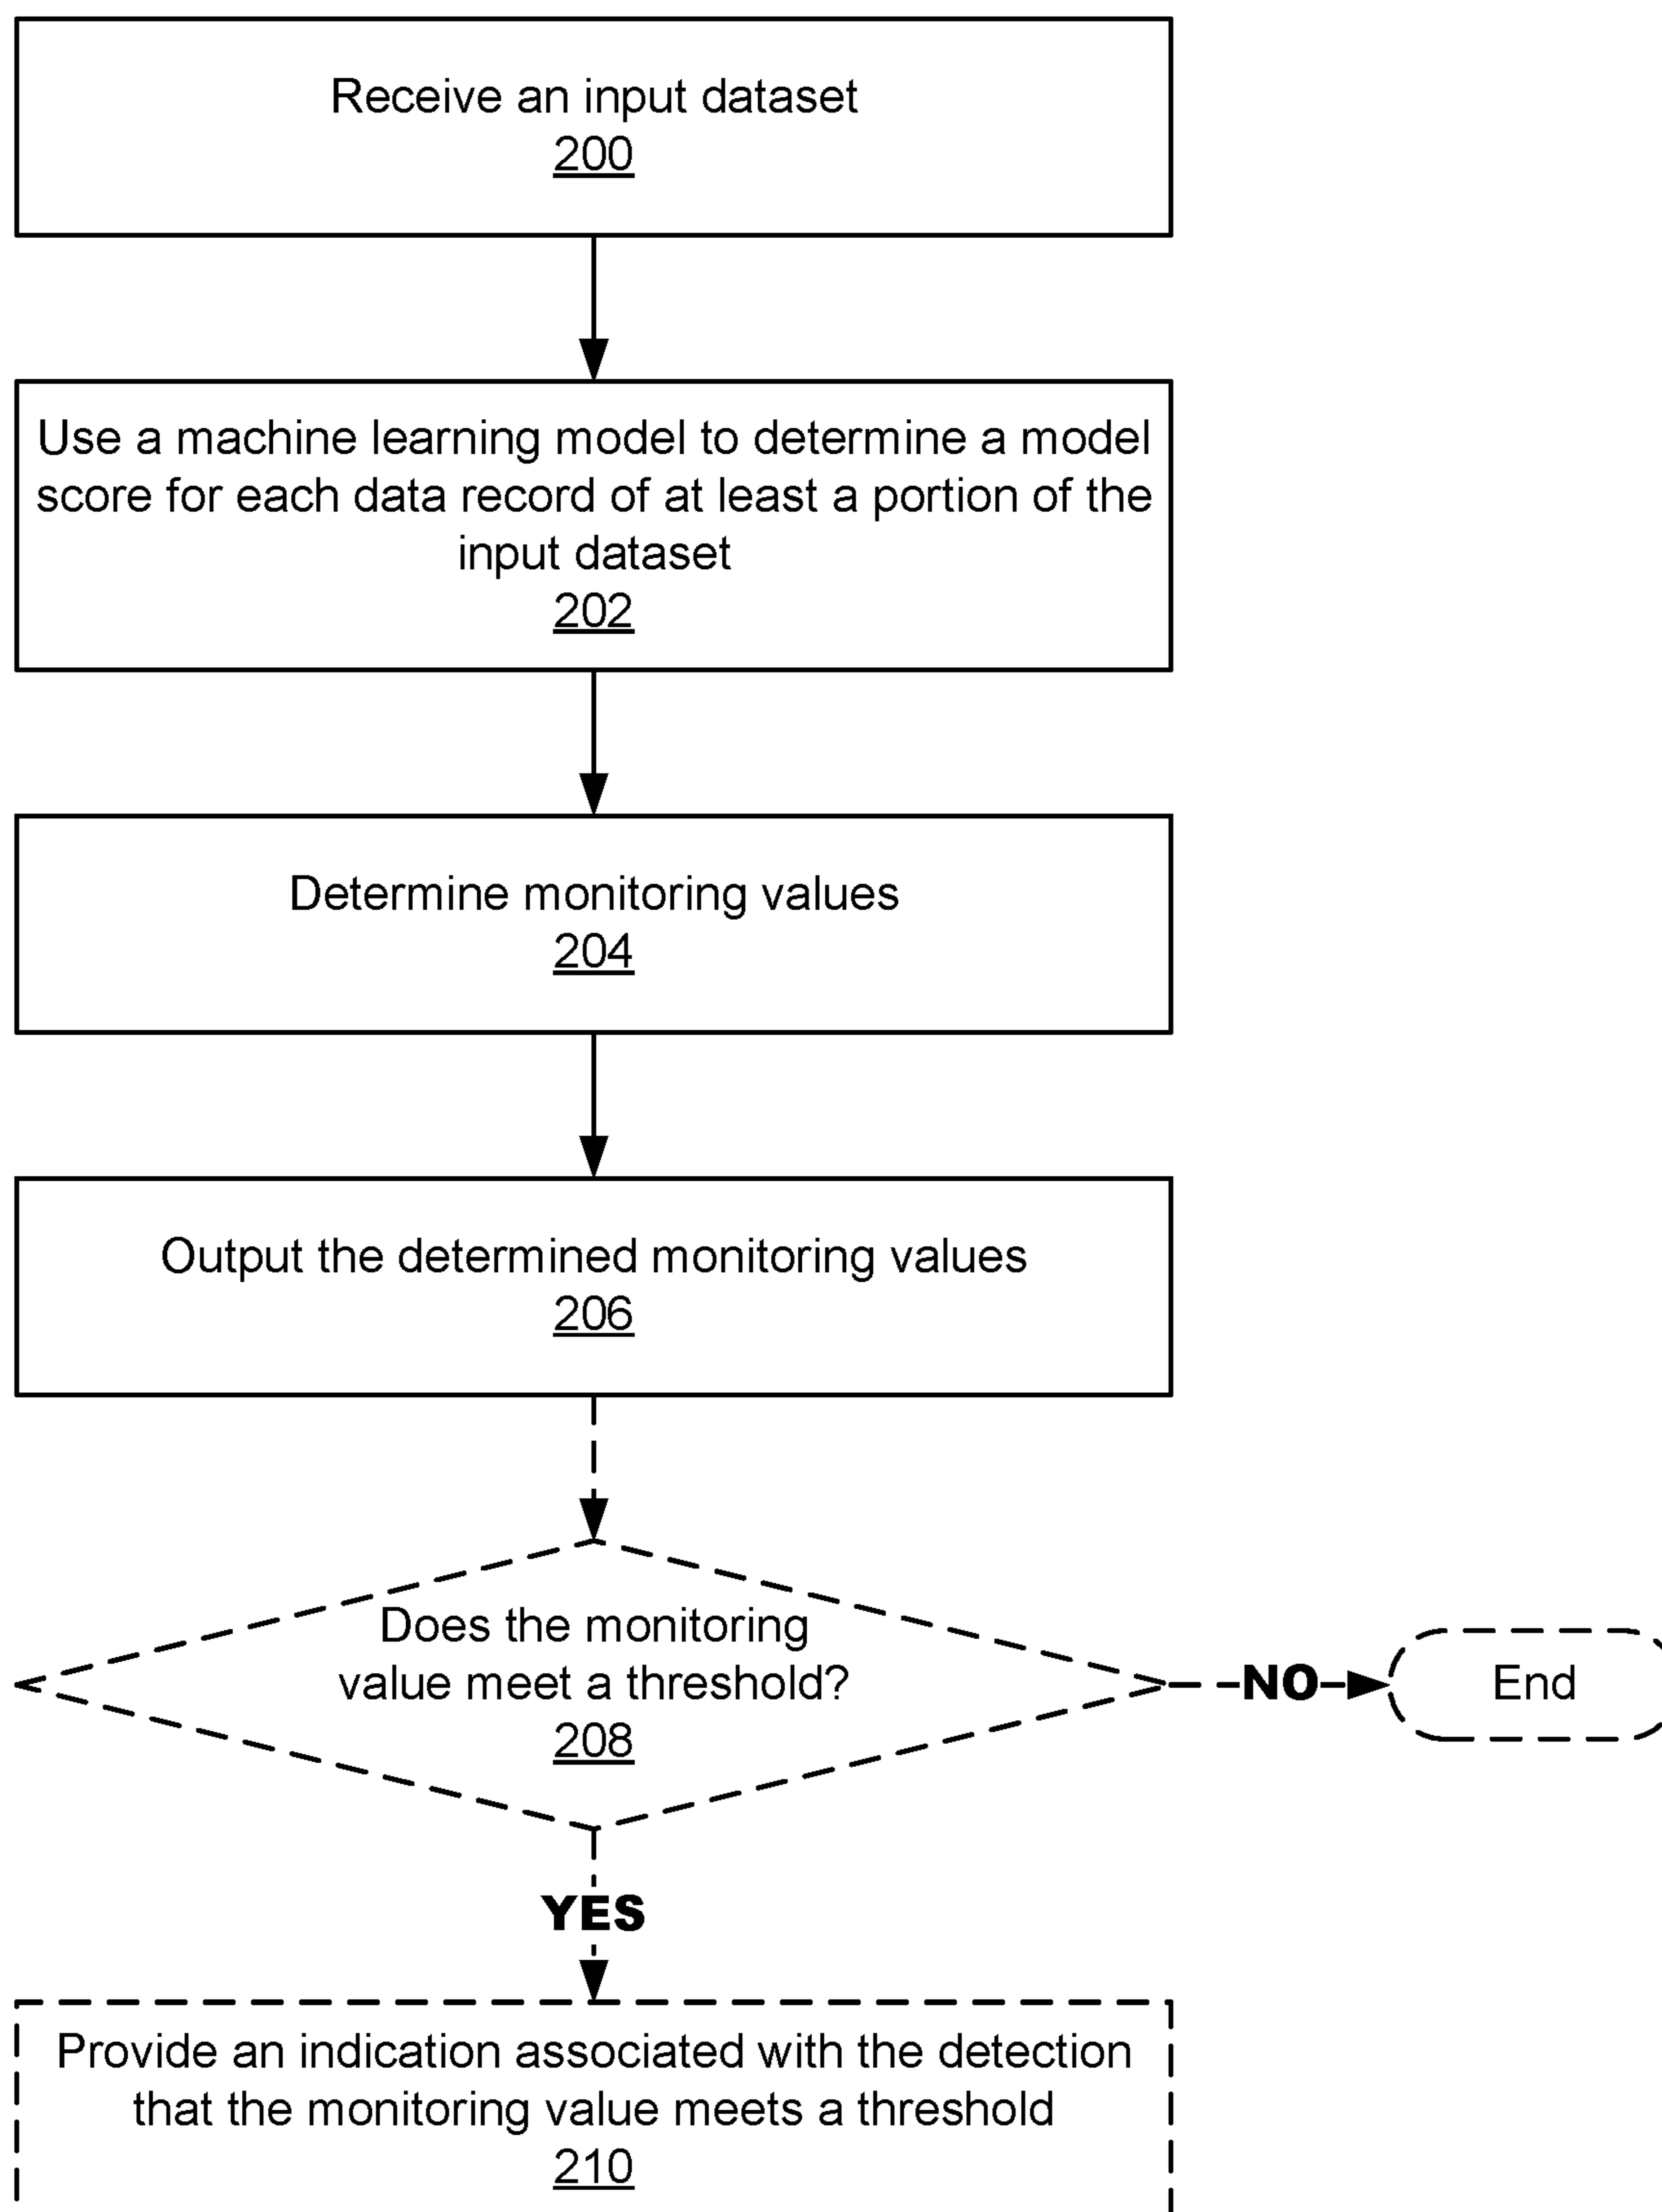 Receive an input dataset
200
Use a machine learning model to determine a model
score for each data record of at least a portion of the
input dataset
202
Determine monitoring values
204
Output the determined monitoring values
206
Does the monitoring
value meet a threshold?
208
NO
End
YES
Provide an indication associated with the detection
that the monitoring value meets a threshold
210